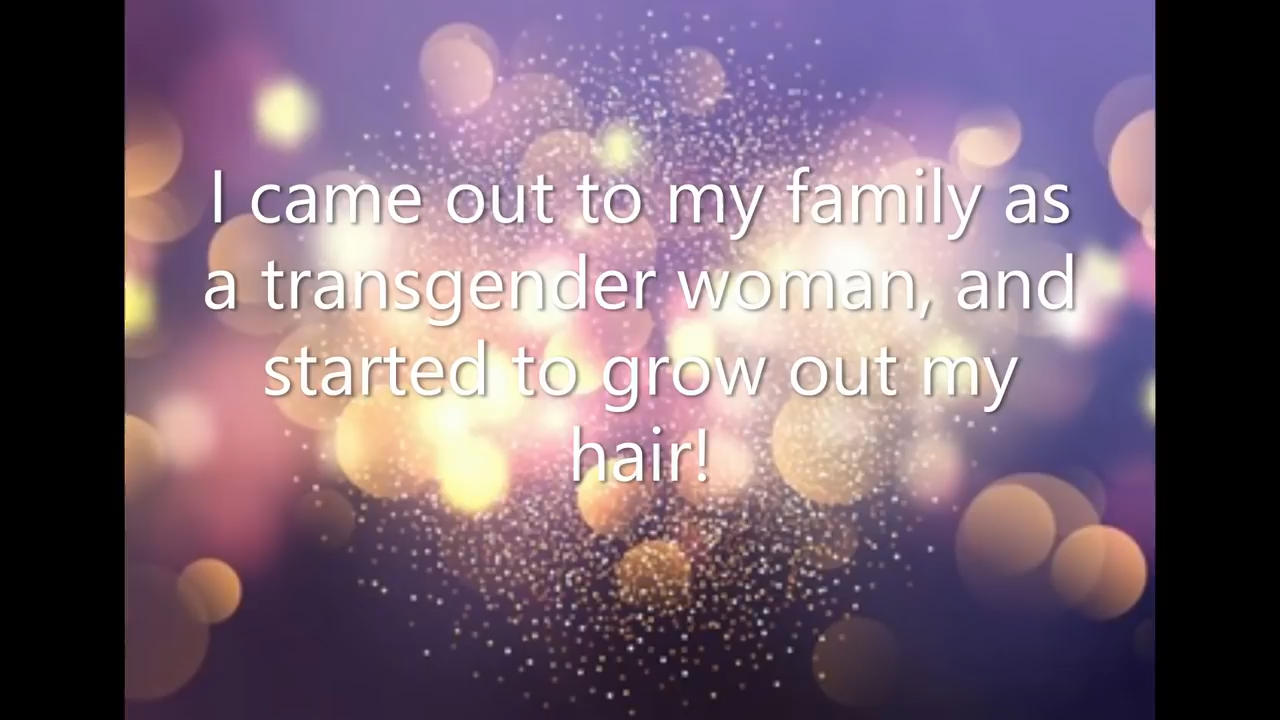 I came out to my family as
a transgender woman, and
started to grow out my
hair!